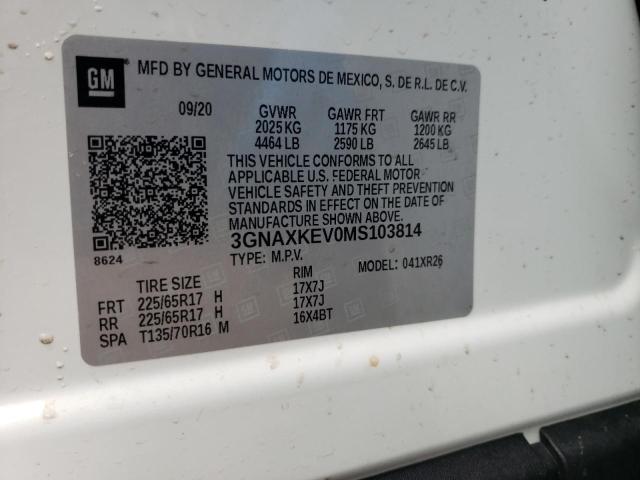 GM MFD BY GENERAL MOTORS DE MEXICO, S. DE R.L. DE C.V.
09/20 GVWR GAWR FRT GAWR RR
2025 KG 1175 KG 1200 KG
4464 LB 2590 LB 2645 LB
THIS VEHICLE CONFORMS TO ALL
APPLICABLE U.S. FEDERAL MOTOR
VEHICLE SAFETY AND THEFT PREVENTION
STANDARDS IN EFFECT ON THE DATE OF
MANUFACTURE SHOWN ABOVE.
3GNAXKEV0MS103814
8624 TYPE: M.P.V. MODEL: 041XR26
TIRE SIZE RIM
FRT 225/65R17 H 17X7J
RR 225/65R17 H 17X7J
SPA T135/70R16 M 16X4BT